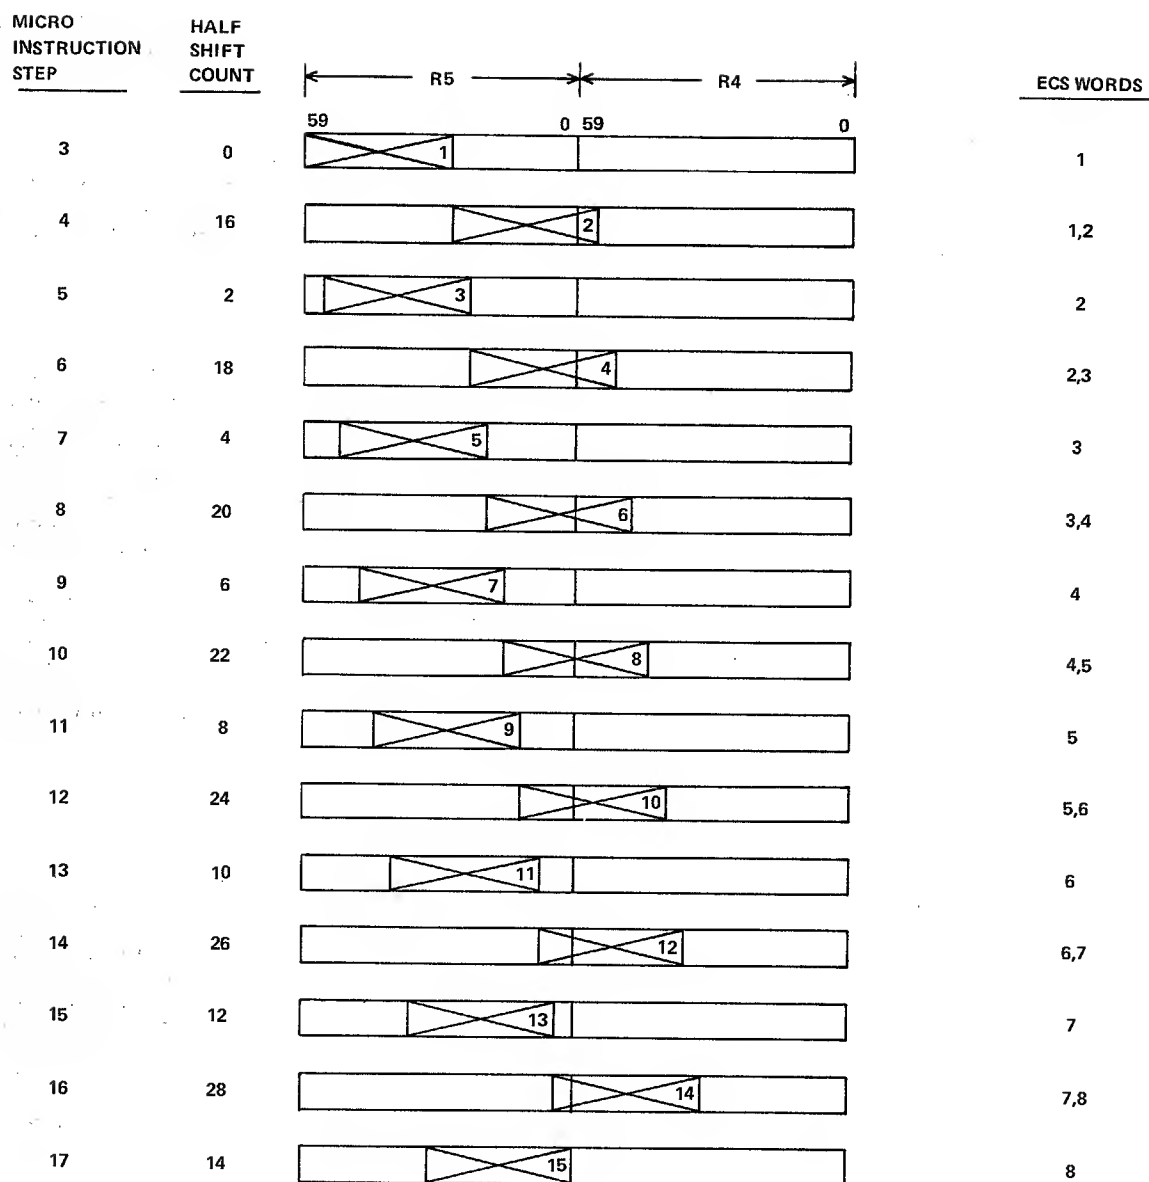 MICRO INSTRUCTION STEP
HALF SHIFT COUNT
R5 R4
ECS WORDS
59 0 59 0
3 0 1 1
4 16 2 1,2
5 2 3 2
6 18 4 2,3
7 4 5 3
8 20 6 3,4
9 6 7 4
10 22 8 4,5
11 8 9 5
12 24 10 5,6
13 10 11 6
14 26 12 6,7
15 12 13 7
16 28 14 7,8
17 14 15 8